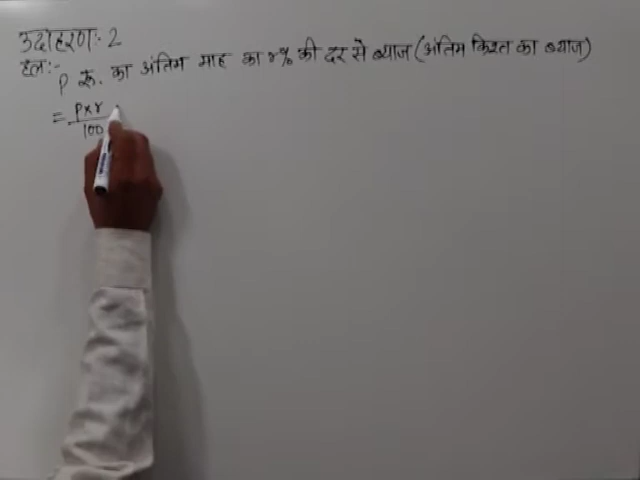 उदाहरण:- 2
हल:-
P रू. का अंतिम माह का r% की दर से ब्याज (अंतिम किश्त का ब्याज)
= P×r
100